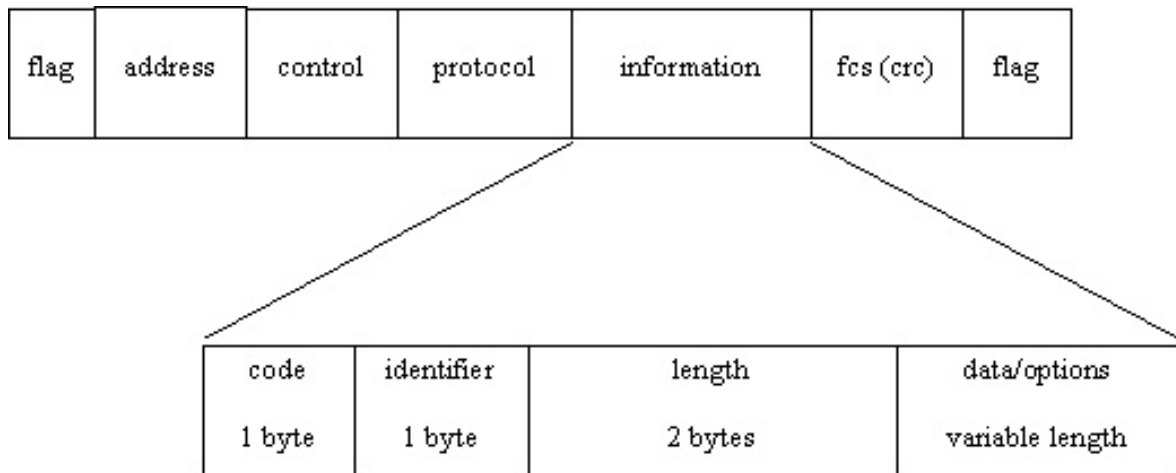 flag address control protocol information fcs (crc) flag
code identifier length data/options
1 byte 1 byte 2 bytes variable length